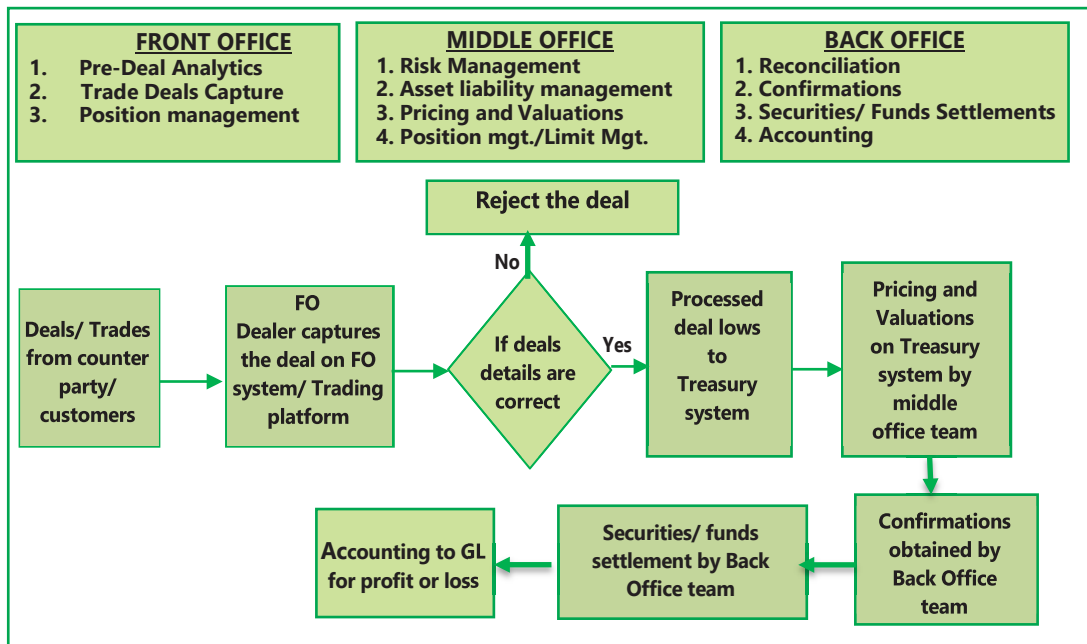 FRONT OFFICE
1. Pre-Deal Analytics
2. Trade Deals Capture
3. Position management
MIDDLE OFFICE
1. Risk Management
2. Asset liability management
3. Pricing and Valuations
4. Position mgt./Limit Mgt.
BACK OFFICE
1. Reconciliation
2. Confirmations
3. Securities/ Funds Settlements
4. Accounting
Reject the deal
No
Deals/ Trades
from counter
party/
customers
FO
Dealer captures
the deal on FO
system/ Trading
platform
If deals
details are
correct
Yes
Processed
deal lows
to
Treasury
system
Pricing and
Valuations
on Treasury
system by
middle
office team
Confirmations
obtained by
Back Office
team
Securities/ funds
settlement by Back
Office team
Accounting to GL
for profit or loss